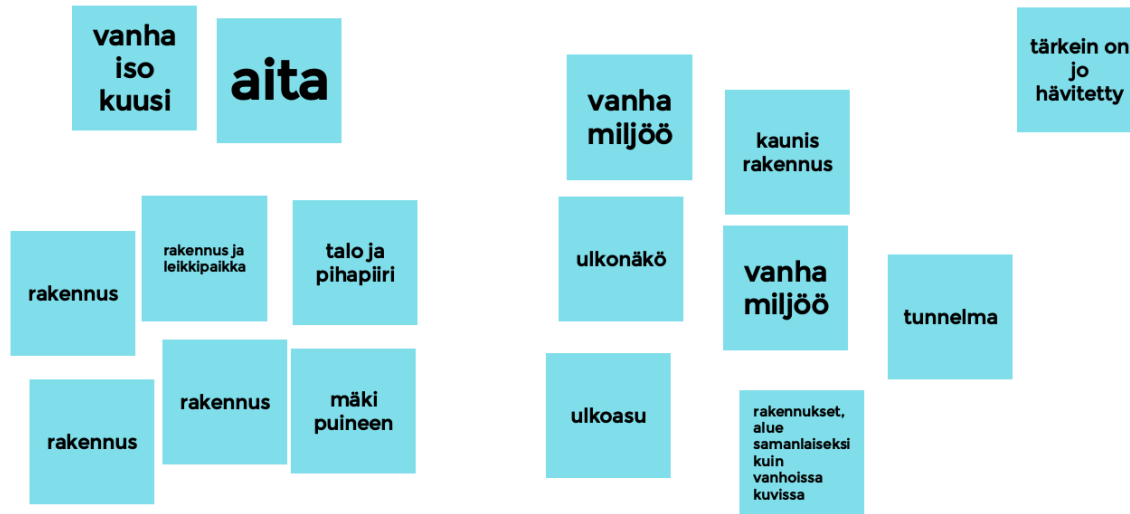 vanha
iso
kuusi
aita
rakennus ja
leikkipaikka
talo ja
pihapiiri
rakennus
rakennus
mäki
puineen
rakennus
vanha
miljöö
kaunis
rakennus
ulkonäkö
vanha
miljöö
tunnelma
ulkoasu
rakennukset,
alue
samanlaiseksi
kuin
vanhoissa
kuvissa
tärkein on
jo
hävitetty